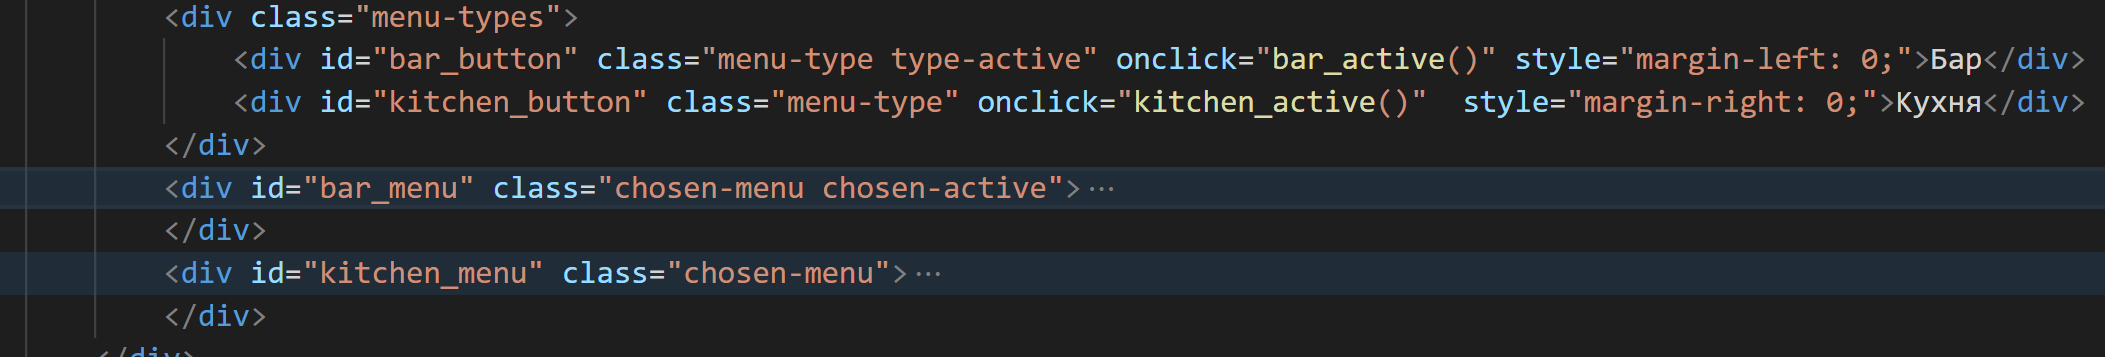 <div class="menu-types">
<div id="bar_button" class="menu-type type-active" onclick="bar_active()" style="margin-left: 0;">Бар</div>
<div id="kitchen_button" class="menu-type" onclick="kitchen_active()"  style="margin-right: 0;">Кухня</div>
</div>
<div id="bar_menu" class="chosen-menu chosen-active">···
</div>
<div id="kitchen_menu" class="chosen-menu">···
</div>
</div>